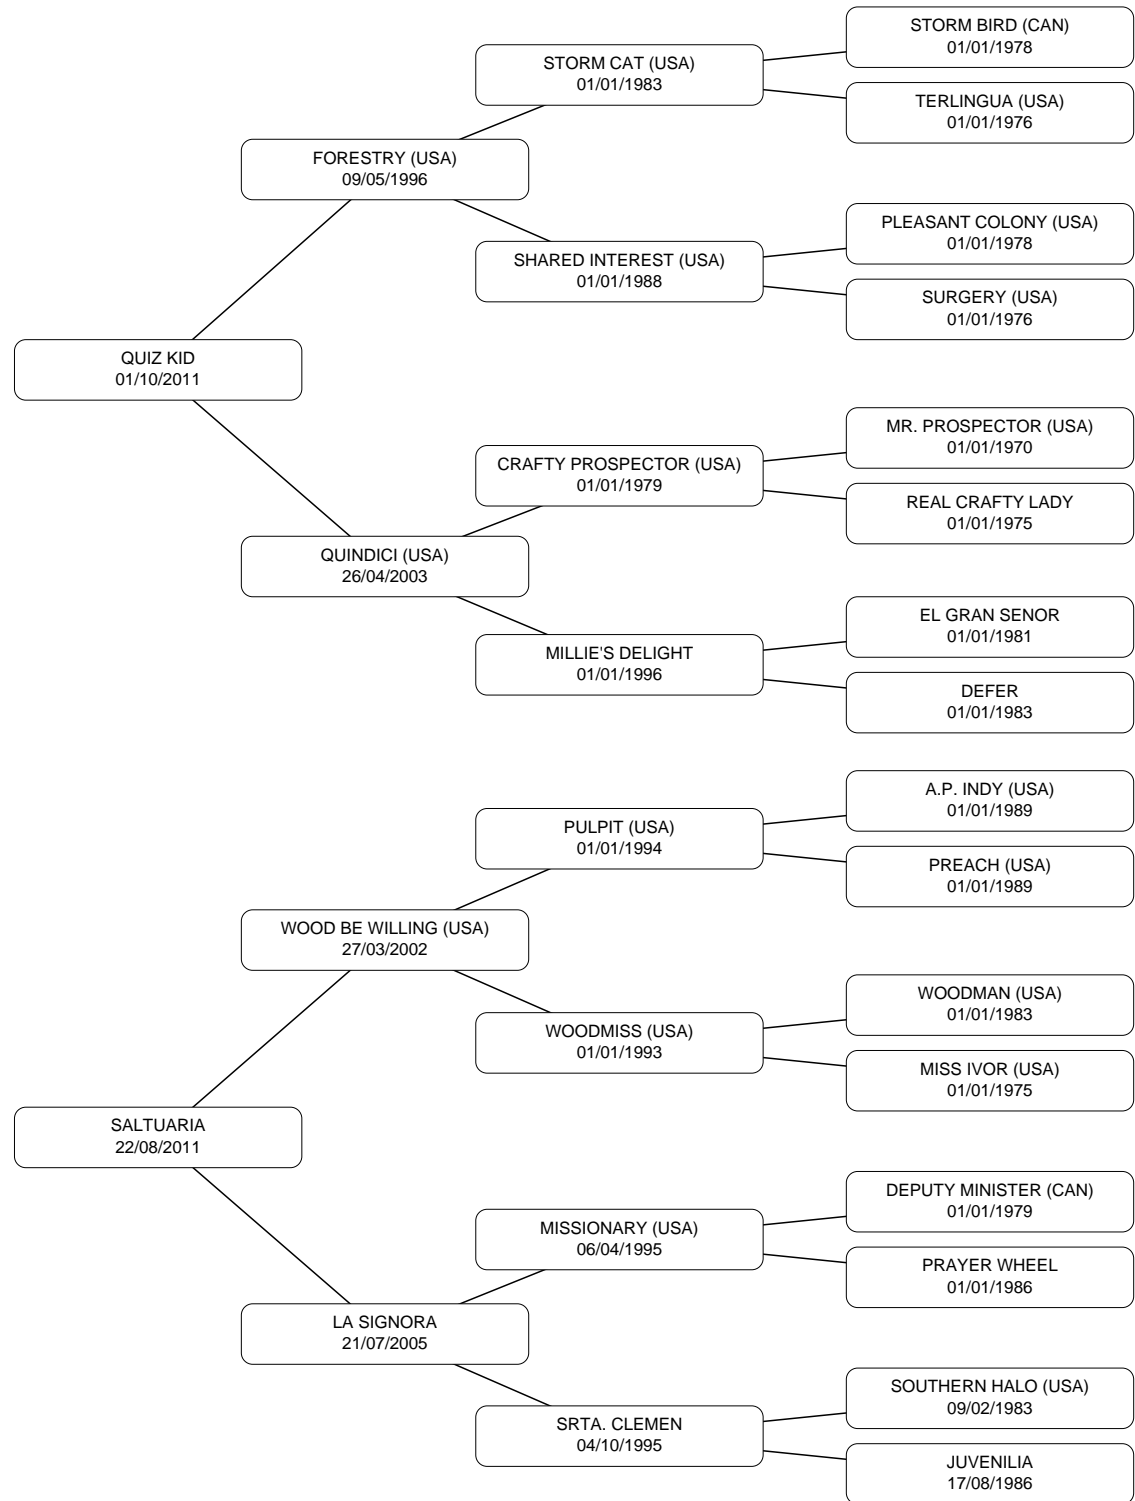 STORM BIRD (CAN)
01/01/1978
STORM CAT (USA)
01/01/1983
TERLINGUA (USA)
01/01/1976
FORESTRY (USA)
09/05/1996
PLEASANT COLONY (USA)
01/01/1978
SHARED INTEREST (USA)
01/01/1988
SURGERY (USA)
01/01/1976
QUIZ KID
01/10/2011
MR. PROSPECTOR (USA)
01/01/1970
CRAFTY PROSPECTOR (USA)
01/01/1979
REAL CRAFTY LADY
01/01/1975
QUINDICI (USA)
26/04/2003
EL GRAN SENOR
01/01/1981
MILLIE'S DELIGHT
01/01/1996
DEFER
01/01/1983
A.P. INDY (USA)
01/01/1989
PULPIT (USA)
01/01/1994
PREACH (USA)
01/01/1989
WOOD BE WILLING (USA)
27/03/2002
WOODMAN (USA)
01/01/1983
WOODMISS (USA)
01/01/1993
MISS IVOR (USA)
01/01/1975
SALTUARIA
22/08/2011
DEPUTY MINISTER (CAN)
01/01/1979
MISSIONARY (USA)
06/04/1995
PRAYER WHEEL
01/01/1986
LA SIGNORA
21/07/2005
SOUTHERN HALO (USA)
09/02/1983
SRTA. CLEMEN
04/10/1995
JUVENILIA
17/08/1986